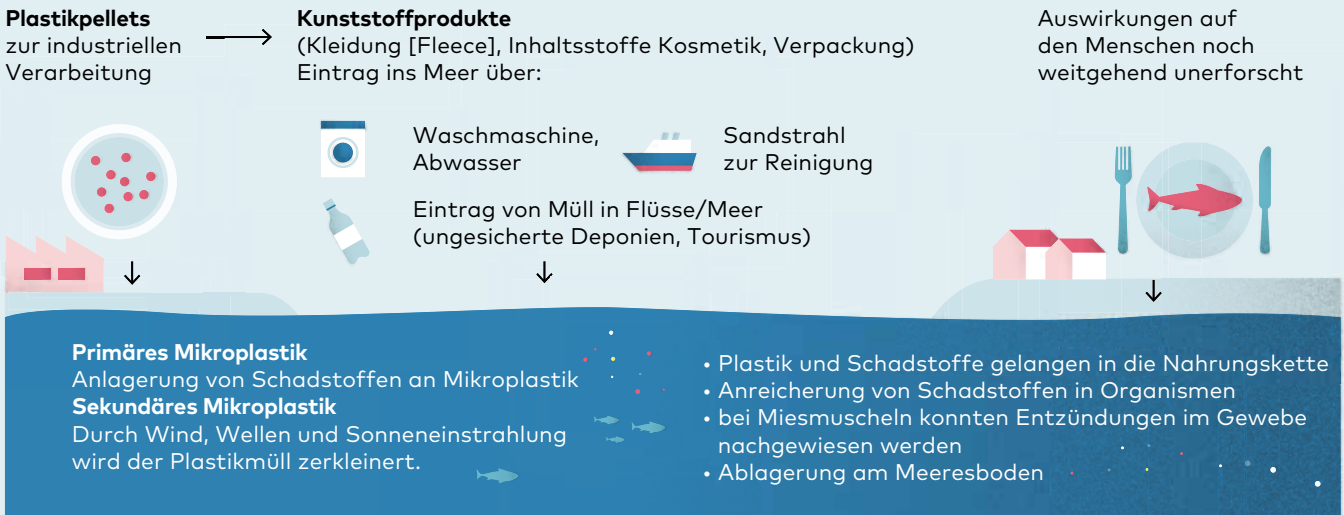 Plastikpellets
zur industriellen
Verarbeitung
Kunststoffprodukte
(Kleidung [Fleece], Inhaltsstoffe Kosmetik, Verpackung)
Eintrag ins Meer über:
Waschmaschine,
Abwasser
Sandstrahl
zur Reinigung
Eintrag von Müll in Flüsse/Meer
(ungesicherte Deponien, Tourismus)
Auswirkungen auf
den Menschen noch
weitgehend unerforscht
Primäres Mikroplastik
Anlagerung von Schadstoffen an Mikroplastik
Sekundäres Mikroplastik
Durch Wind, Wellen und Sonneneinstrahlung
wird der Plastikmüll zerkleinert.
• Plastik und Schadstoffe gelangen in die Nahrungskette
• Anreicherung von Schadstoffen in Organismen
• bei Miesmuscheln konnten Entzündungen im Gewebe
nachgewiesen werden
• Ablagerung am Meeresboden